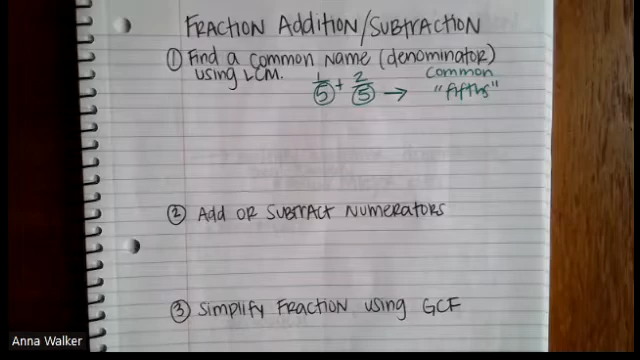 FRACTION Addition/SUBTRACTION
① Find a common NAME (denominator)
using LCM.
1/5 + 2/5 → common
"fifths"
② Add OR SUBTRACT NUMERATORS
③ SIMPLIFY FRACTION using GCF
Anna Walker